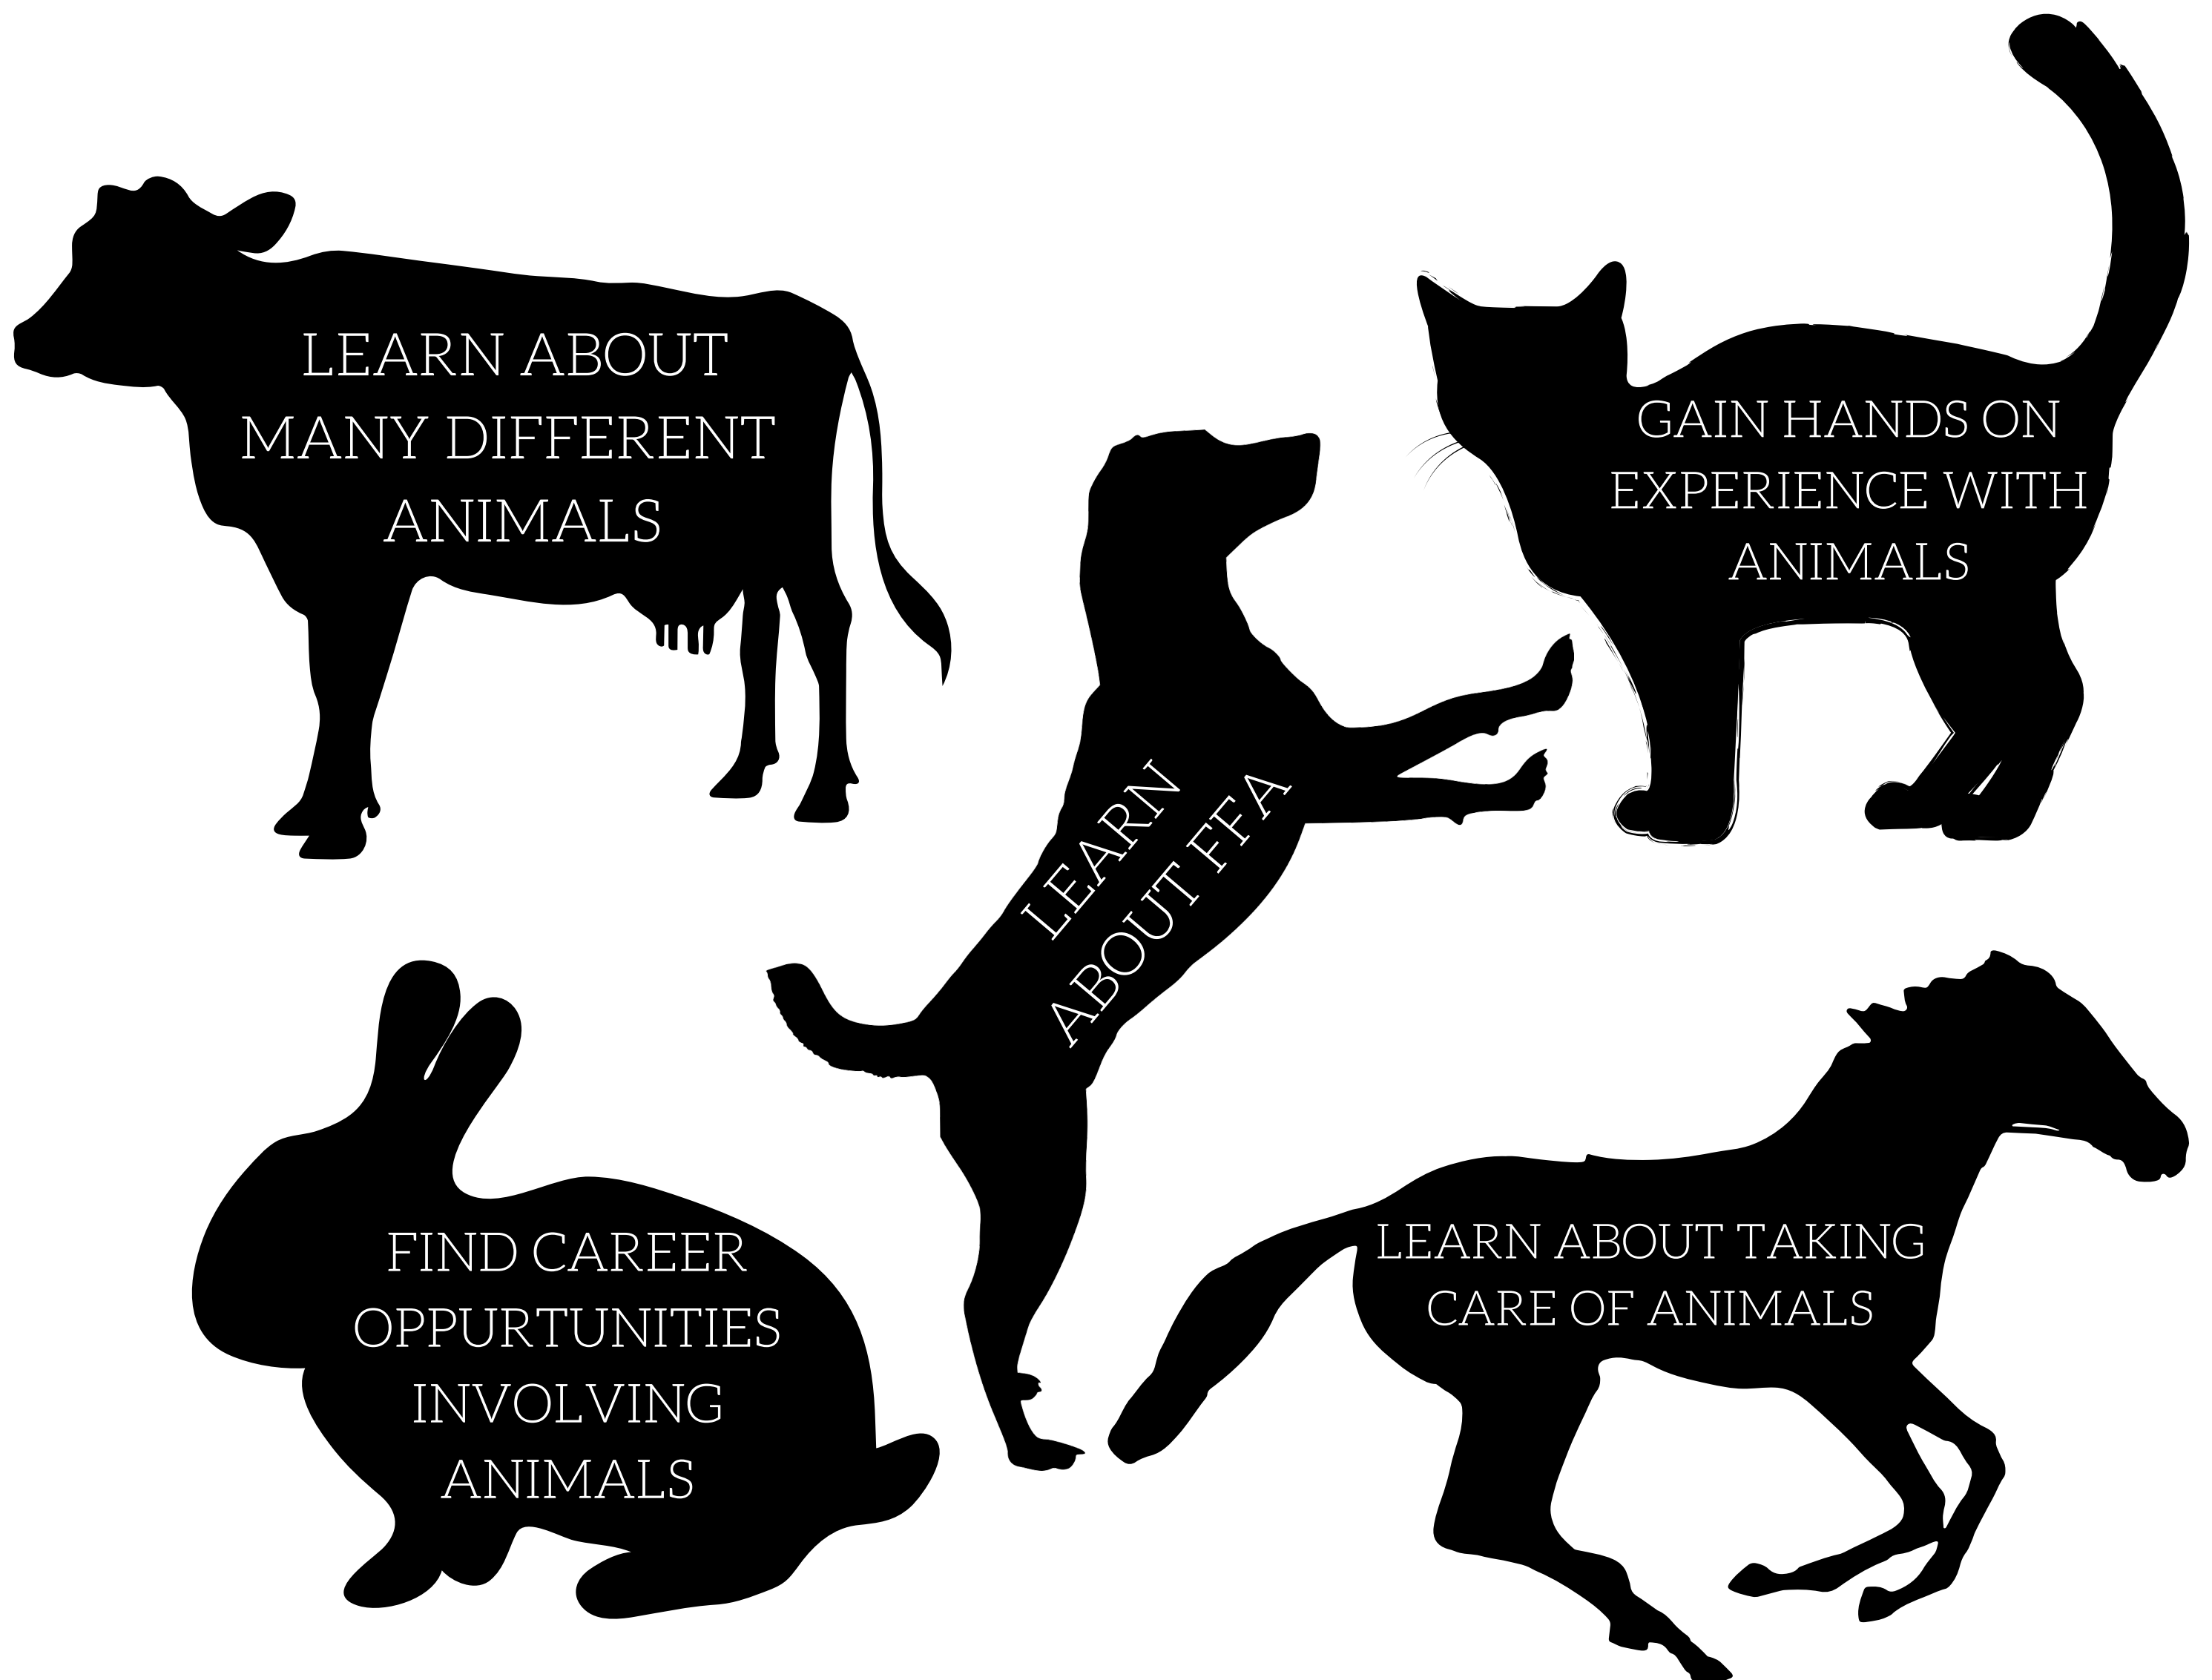 LEARN ABOUT
MANY DIFFERENT
ANIMALS
GAIN HANDS ON
EXPERIENCE WITH
ANIMALS
LEARN
ABOUT FFA
FIND CAREER
OPPURTUNITIES
INVOLVING
ANIMALS
LEARN ABOUT TAKING
CARE OF ANIMALS